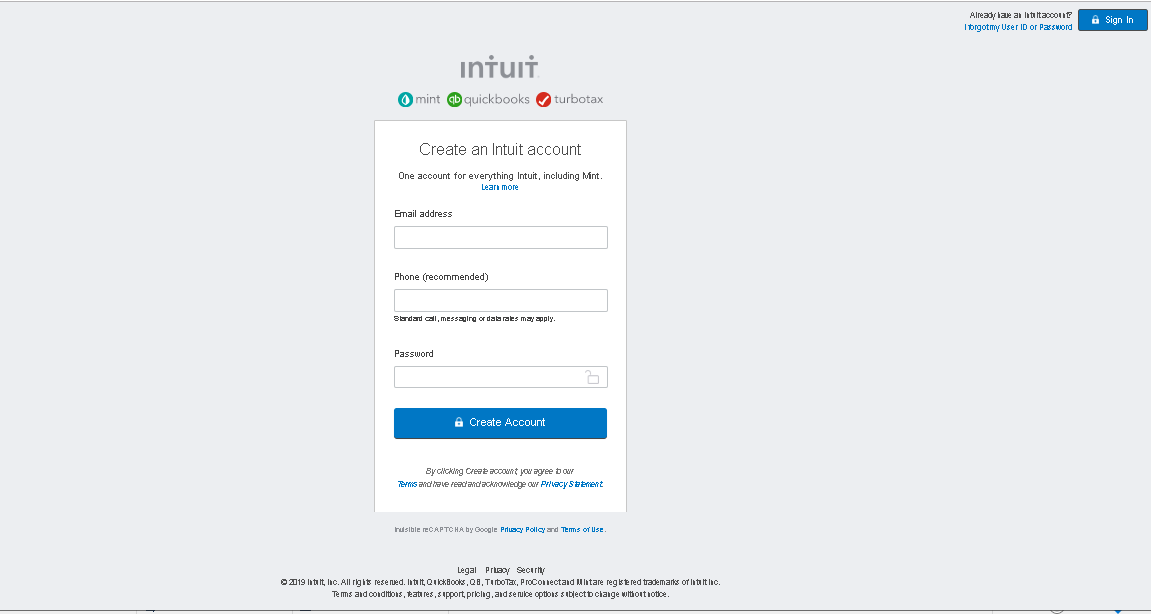 Already have an Intuit account?
I forgot my User ID or Password
Sign In
intuit
mint quickbooks turbotax
Create an Intuit account
One account for everything Intuit, including Mint.
Learn more
Email address
Phone (recommended)
Standard call, messaging or data rates may apply.
Password
Create Account
By clicking Create account, you agree to our
Terms and have read and acknowledge our Privacy Statement.
Invisible reCAPTCHA by Google Privacy Policy and Terms of Use.
Legal Privacy Security
© 2019 Intuit, Inc. All rights reserved. Intuit, QuickBooks, QB, TurboTax, ProConnect and Mint are registered trademarks of Intuit Inc.
Terms and conditions, features, support, pricing, and service options subject to change without notice.